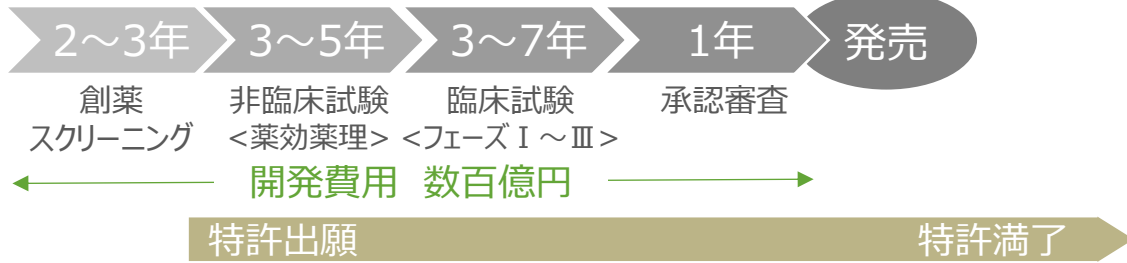 2～3年 3～5年 3～7年 1年 発売
創薬 非臨床試験 臨床試験 承認審査
スクリーニング <薬効薬理> <フェーズⅠ～Ⅲ>
開発費用 数百億円
特許出願 特許満了